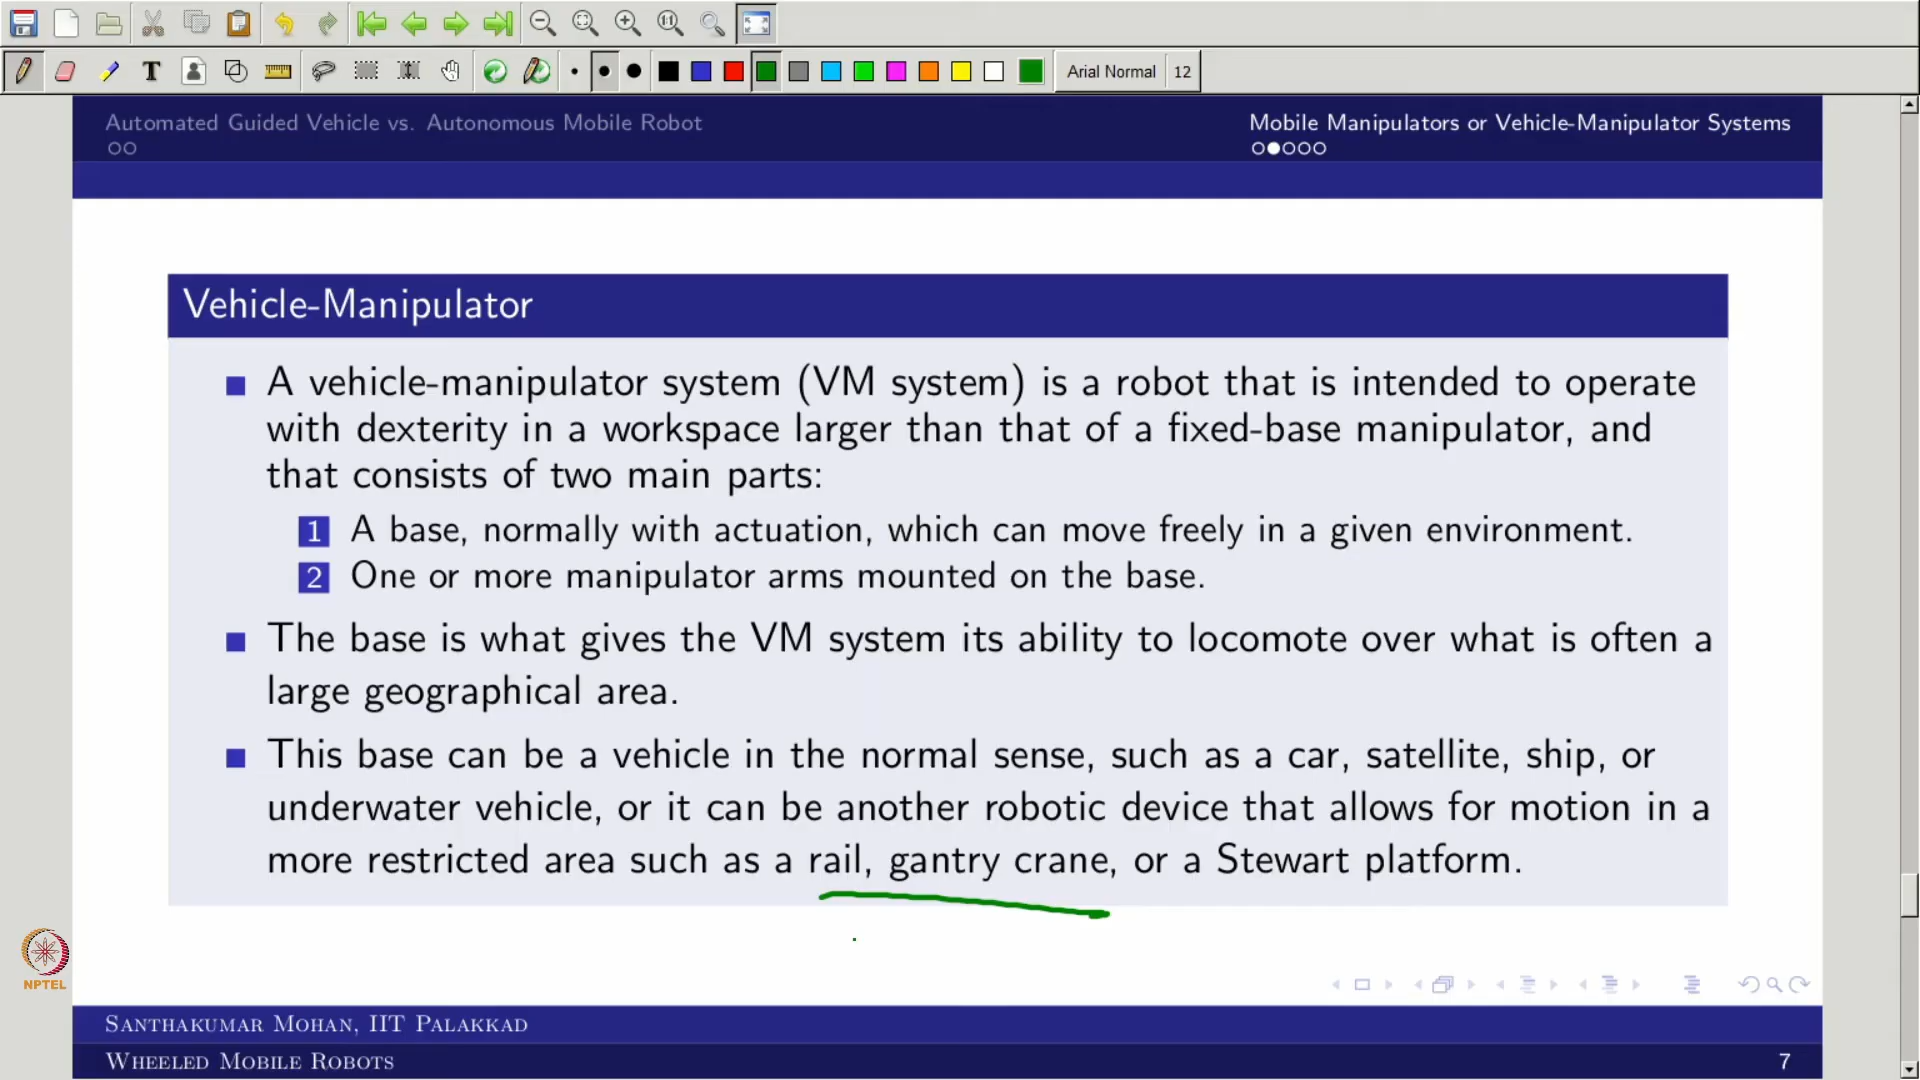 Arial Normal 12
Automated Guided Vehicle vs. Autonomous Mobile Robot
Mobile Manipulators or Vehicle-Manipulator Systems
Vehicle-Manipulator
A vehicle-manipulator system (VM system) is a robot that is intended to operate
with dexterity in a workspace larger than that of a fixed-base manipulator, and
that consists of two main parts:
1 A base, normally with actuation, which can move freely in a given environment.
2 One or more manipulator arms mounted on the base.
The base is what gives the VM system its ability to locomote over what is often a
large geographical area.
This base can be a vehicle in the normal sense, such as a car, satellite, ship, or
underwater vehicle, or it can be another robotic device that allows for motion in a
more restricted area such as a rail, gantry crane, or a Stewart platform.
NPTEL
Santhakumar Mohan, IIT Palakkad
Wheeled Mobile Robots 7